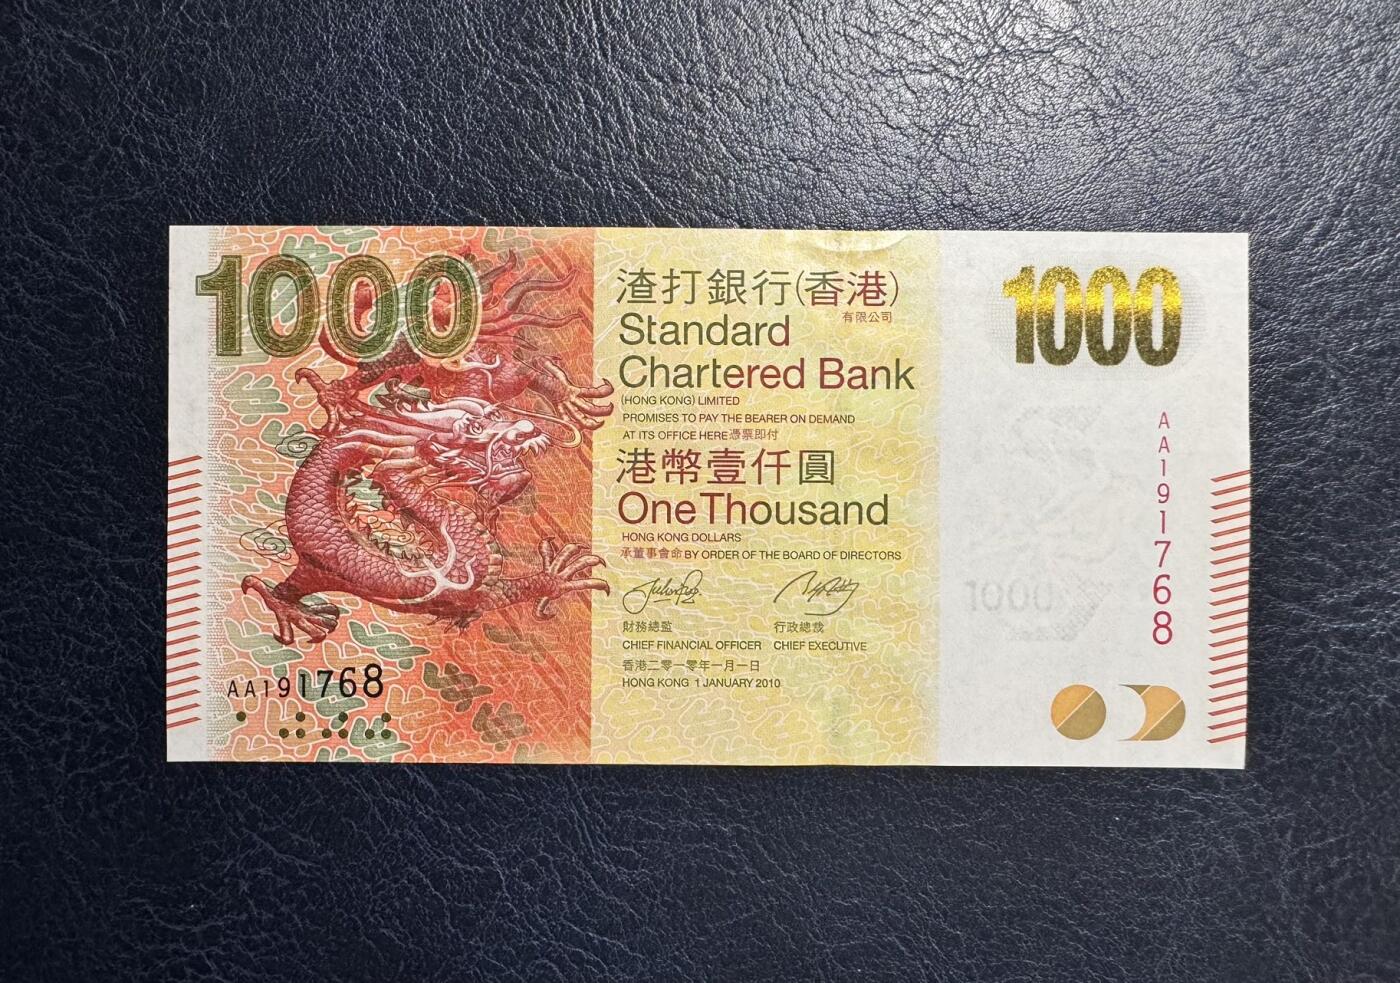 1000
渣打銀行(香港)
有限公司
Standard
Chartered Bank
(HONG KONG) LIMITED
PROMISES TO PAY THE BEARER ON DEMAND
AT ITS OFFICE HERE憑票即付
港幣壹仟圓
One Thousand
HONG KONG DOLLARS
承董事會命 BY ORDER OF THE BOARD OF DIRECTORS
財務總監 行政總裁
CHIEF FINANCIAL OFFICER CHIEF EXECUTIVE
香港二零一零年一月一日
HONG KONG 1 JANUARY 2010
AA191768
1000
AA191768
1000